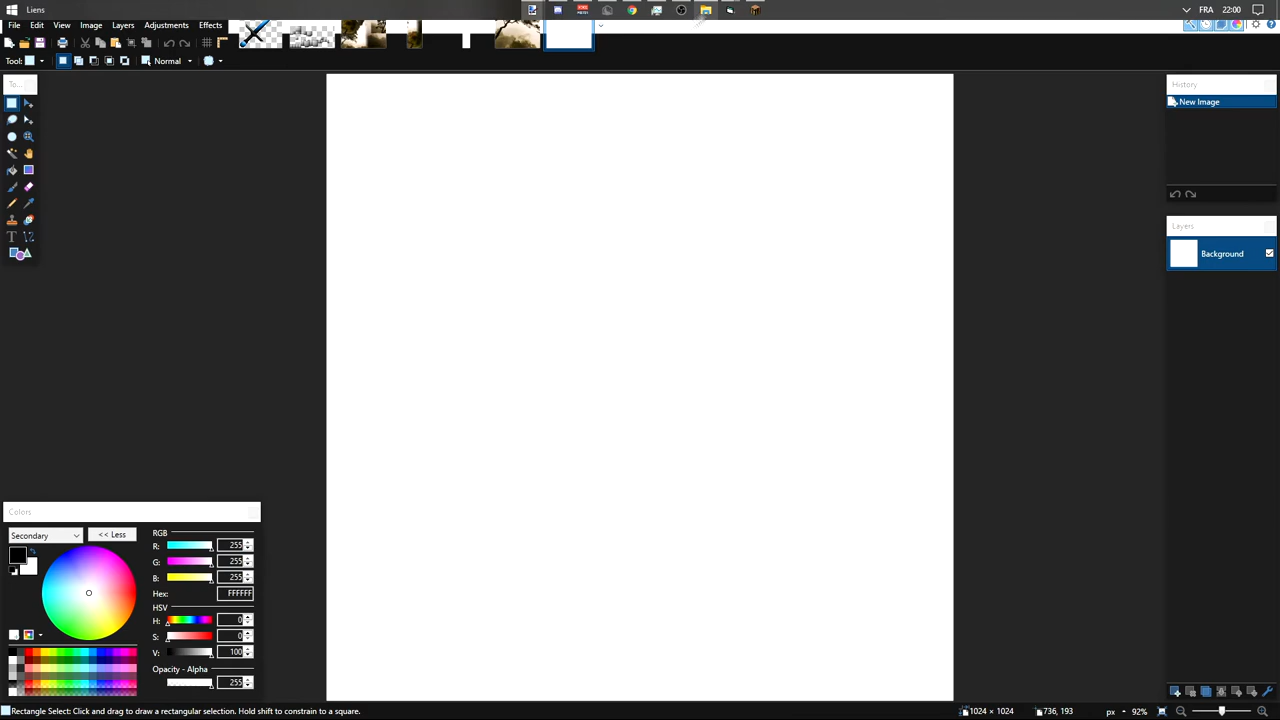 Liens
FRA 22:00
File Edit View Image Layers Adjustments Effects
Tool: Normal
To...
History
New Image
Layers
Background
Colors
Secondary << Less
RGB
R: 255
G: 255
B: 255
Hex: FFFFFF
HSV
H: 0
S: 0
V: 100
Opacity - Alpha
255
Rectangle Select: Click and drag to draw a rectangular selection. Hold shift to constrain to a square.
1024 × 1024 736, 193 px 92%